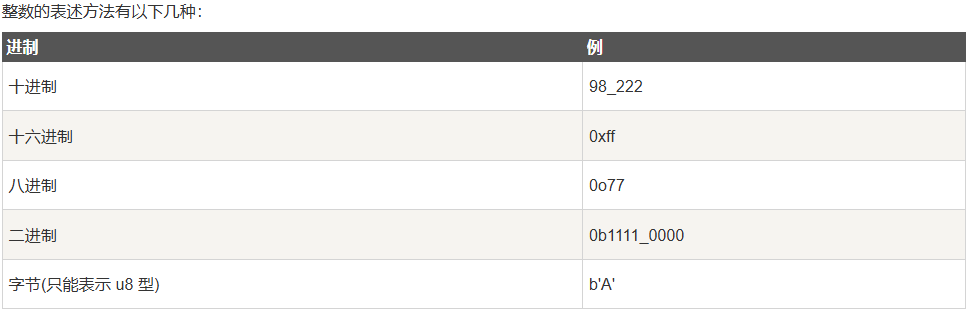 整数的表述方法有以下几种：
进制 例
十进制 98_222
十六进制 0xff
八进制 0o77
二进制 0b1111_0000
字节(只能表示 u8 型) b'A'